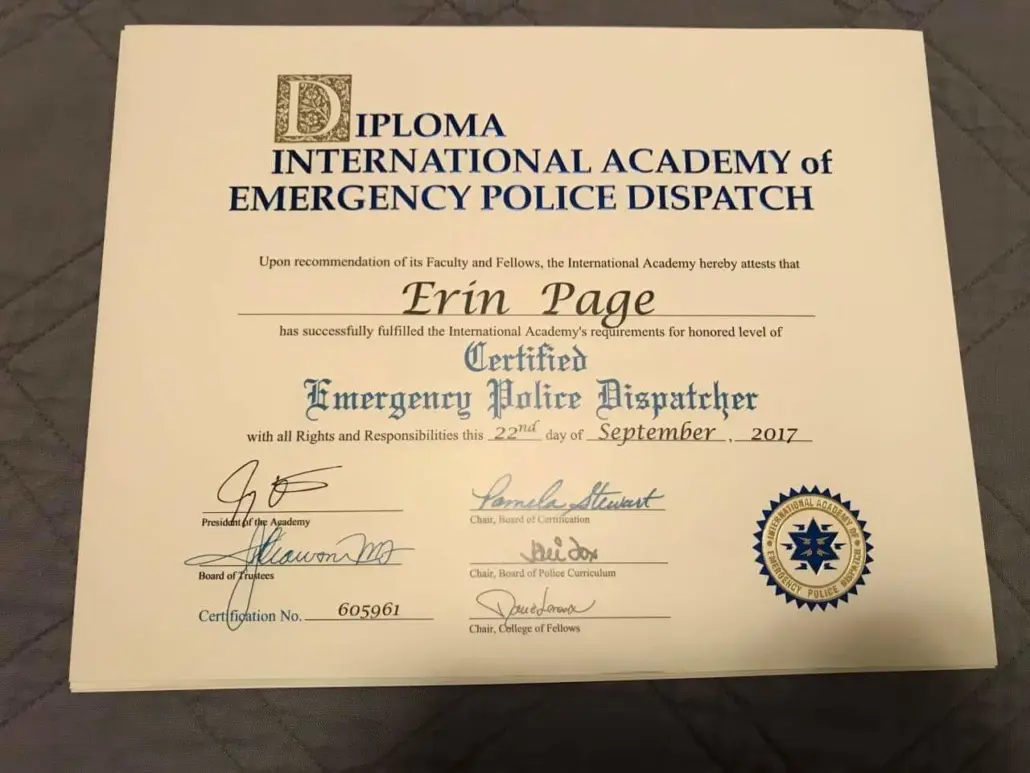 DIPLOMA
INTERNATIONAL ACADEMY of
EMERGENCY POLICE DISPATCH
Upon recommendation of its Faculty and Fellows, the International Academy hereby attests that
Erin Page
has successfully fulfilled the International Academy's requirements for honored level of
Certified
Emergency Police Dispatcher
with all Rights and Responsibilities this 22nd day of September, 2017
President of the Academy
Board of Trustees
Certification No. 605961
Pamela Stewart
Chair, Board of Certification
Chair, Board of Police Curriculum
Chair, College of Fellows
INTERNATIONAL ACADEMY OF
EMERGENCY POLICE DISPATCH